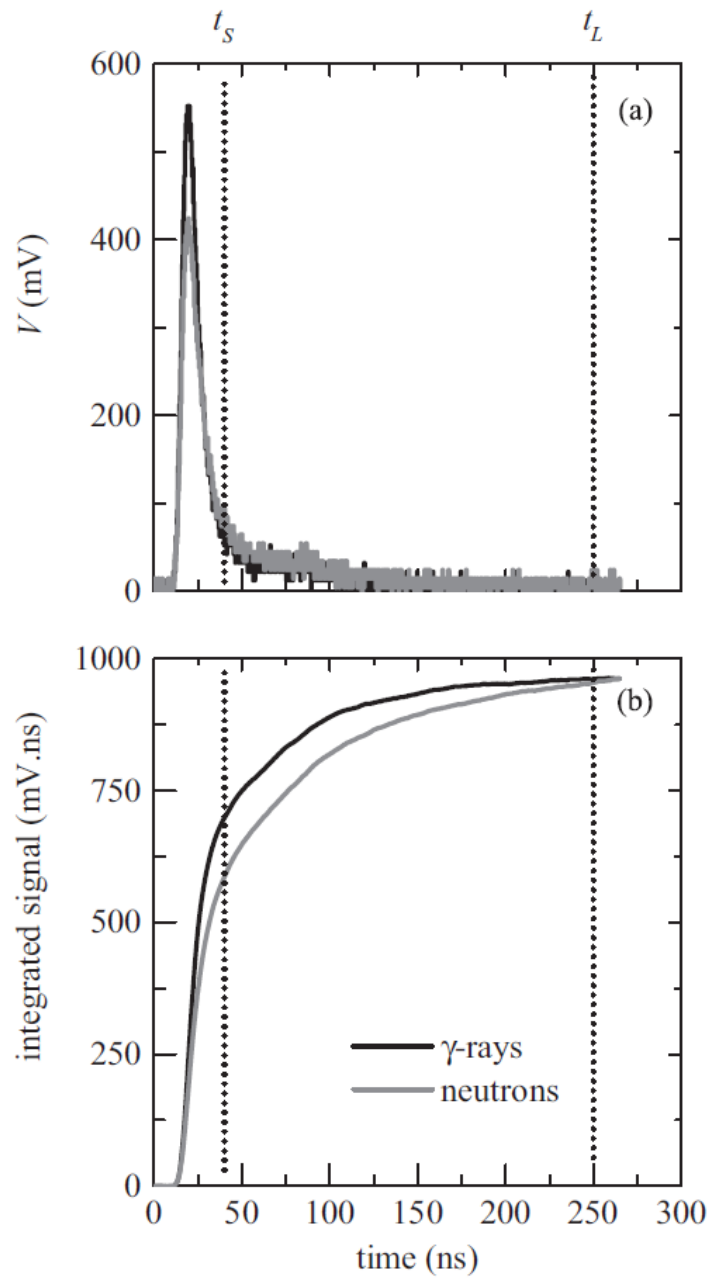 t_S t_L
600
(a)
400
V (mV)
200
0
1000
(b)
750
integrated signal (mV.ns)
500
250
γ-rays
neutrons
0
0 50 100 150 200 250 300
time (ns)